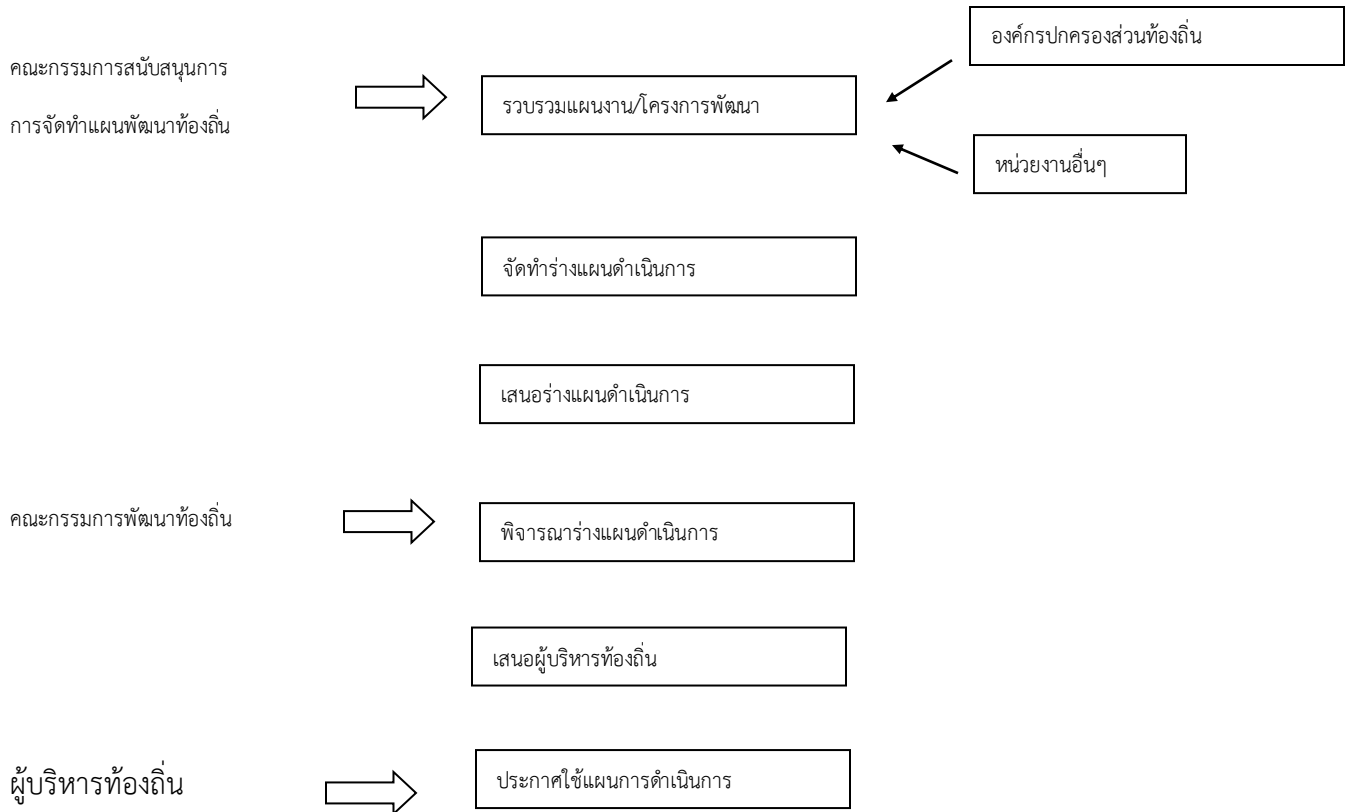 องค์กรปกครองส่วนท้องถิ่น
คณะกรรมการสนับสนุนการ
การจัดทำแผนพัฒนาท้องถิ่น
รวบรวมแผนงาน/โครงการพัฒนา
หน่วยงานอื่นๆ
จัดทำร่างแผนดำเนินการ
เสนอร่างแผนดำเนินการ
คณะกรรมการพัฒนาท้องถิ่น
พิจารณาร่างแผนดำเนินการ
เสนอผู้บริหารท้องถิ่น
ผู้บริหารท้องถิ่น
ประกาศใช้แผนการดำเนินการ